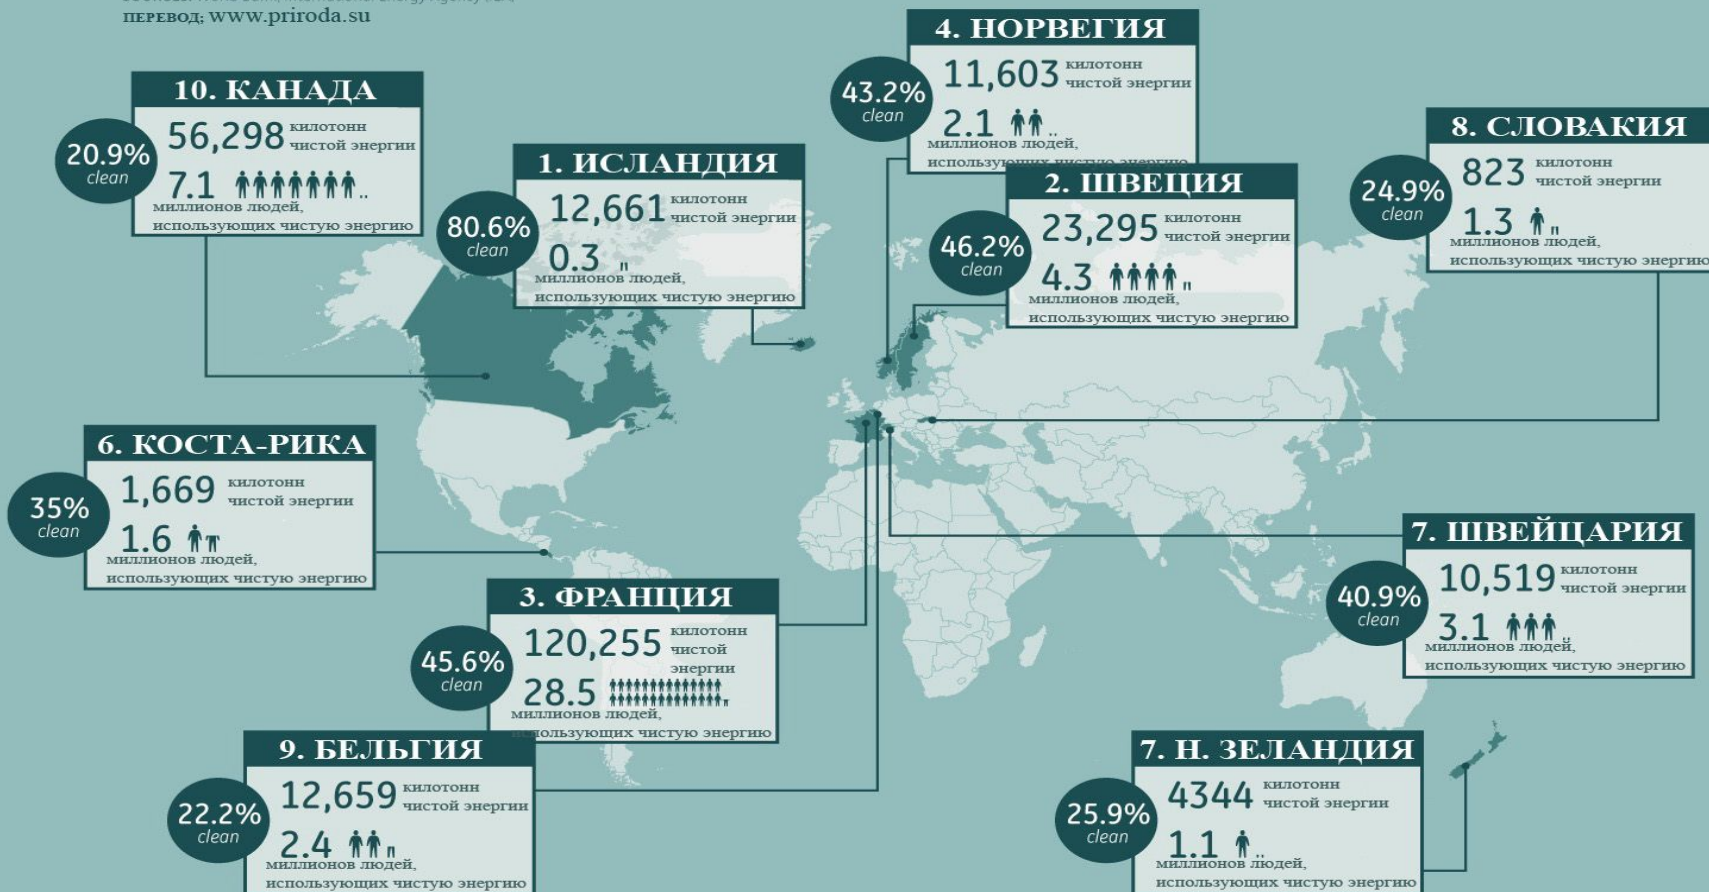 ПЕРЕВОД: www.priroda.su
4. НОРВЕГИЯ
43.2%
clean
11,603 килотонн
чистой энергии
2.1
миллионов людей,
использующих чистую энергию
10. КАНАДА
20.9%
clean
56,298 килотонн
чистой энергии
7.1
миллионов людей,
использующих чистую энергию
1. ИСЛАНДИЯ
80.6%
clean
12,661 килотонн
чистой энергии
0.3
миллионов людей,
использующих чистую энергию
2. ШВЕЦИЯ
46.2%
clean
23,295 килотонн
чистой энергии
4.3
миллионов людей,
использующих чистую энергию
8. СЛОВАКИЯ
24.9%
clean
823 килотонн
чистой энергии
1.3
миллионов людей,
использующих чистую энергию
6. КОСТА-РИКА
35%
clean
1,669 килотонн
чистой энергии
1.6
миллионов людей,
использующих чистую энергию
3. ФРАНЦИЯ
45.6%
clean
120,255 килотонн
чистой
энергии
28.5
миллионов людей,
использующих чистую энергию
7. ШВЕЙЦАРИЯ
40.9%
clean
10,519 килотонн
чистой энергии
3.1
миллионов людей,
использующих чистую энергию
9. БЕЛЬГИЯ
22.2%
clean
12,659 килотонн
чистой энергии
2.4
миллионов людей,
использующих чистую энергию
7. Н. ЗЕЛАНДИЯ
25.9%
clean
4344 килотонн
чистой энергии
1.1
миллионов людей,
использующих чистую энергию